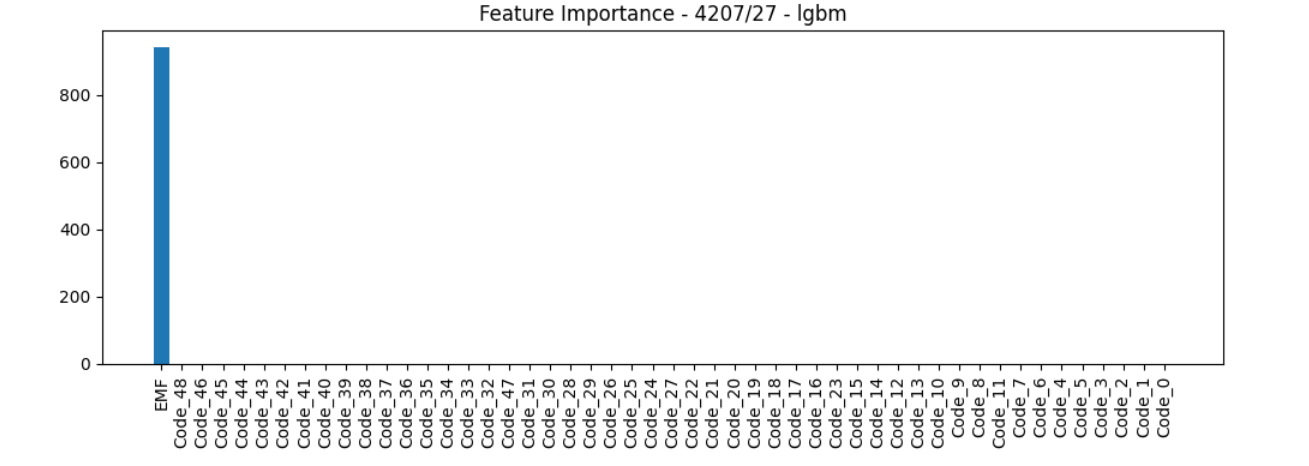 Feature Importance - 4207/27 - lgbm
800
600
400
200
0
EMF
Code_48
Code_46
Code_45
Code_44
Code_43
Code_42
Code_41
Code_40
Code_39
Code_38
Code_37
Code_36
Code_35
Code_34
Code_33
Code_32
Code_47
Code_31
Code_30
Code_28
Code_29
Code_26
Code_25
Code_24
Code_27
Code_22
Code_21
Code_20
Code_19
Code_18
Code_17
Code_16
Code_23
Code_15
Code_14
Code_12
Code_13
Code_10
Code_9
Code_8
Code_11
Code_7
Code_6
Code_4
Code_5
Code_3
Code_2
Code_1
Code_0